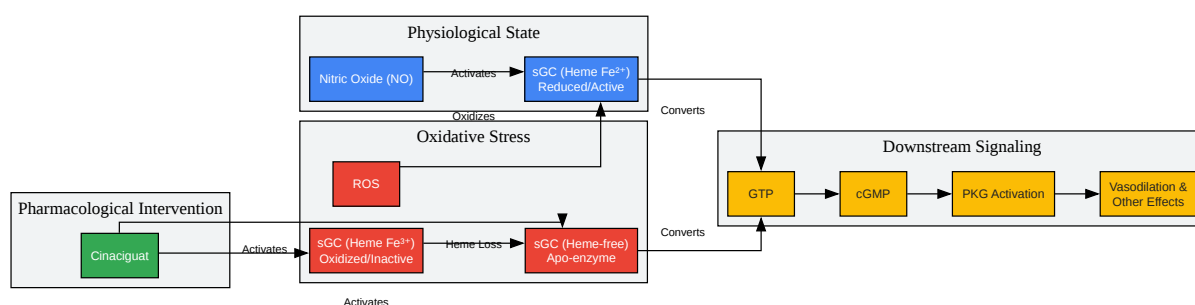 Physiological State
Nitric Oxide (NO)
Activates
sGC (Heme Fe²⁺)
Reduced/Active
Oxidizes
Converts
Oxidative Stress
ROS
Downstream Signaling
GTP
cGMP
PKG Activation
Vasodilation &
Other Effects
Pharmacological Intervention
Cinaciguat
Activates
sGC (Heme Fe³⁺)
Oxidized/Inactive
Heme Loss
sGC (Heme-free)
Apo-enzyme
Converts
Activates